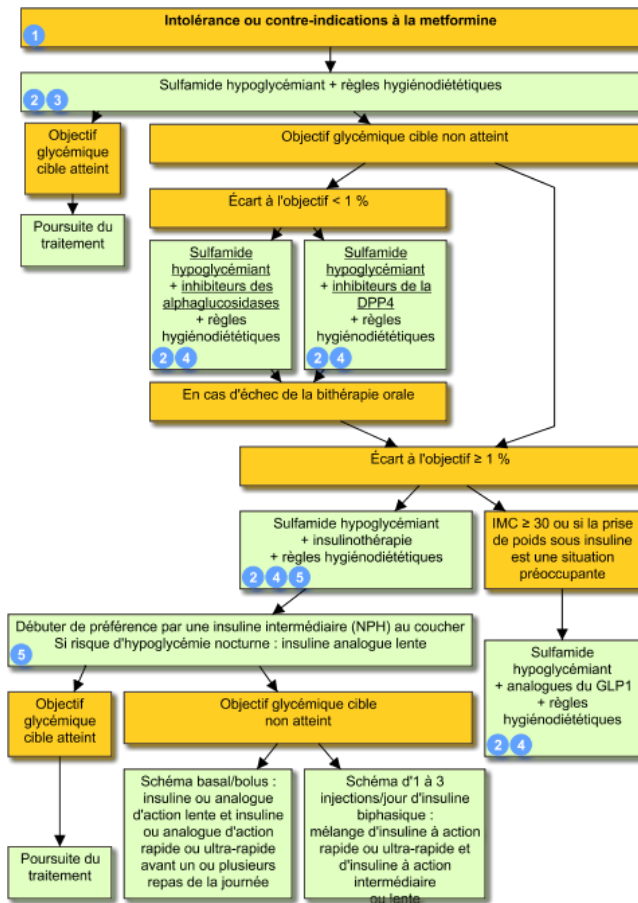 Intolérance ou contre-indications à la metformine
1
Sulfamide hypoglycémiant + règles hygiénodiététiques
2 3
Objectif
glycémique
cible atteint
Objectif glycémique cible non atteint
Poursuite du
traitement
Écart à l'objectif < 1 %
Sulfamide
hypoglycémiant
+ inhibiteurs des
alphaglucosidases
+ règles
hygiénodiététiques
2 4
Sulfamide
hypoglycémiant
+ inhibiteurs de la
DPP4
+ règles
hygiénodiététiques
2 4
En cas d'échec de la bithérapie orale
Écart à l'objectif ≥ 1 %
Sulfamide hypoglycémiant
+ insulinothérapie
+ règles hygiénodiététiques
2 4 5
IMC ≥ 30 ou si la prise
de poids sous insuline
est une situation
préoccupante
Débuter de préférence par une insuline intermédiaire (NPH) au coucher
Si risque d'hypoglycémie nocturne : insuline analogue lente
5
Sulfamide
hypoglycémiant
+ analogues du GLP1
+ règles
hygiénodiététiques
2 4
Objectif
glycémique
cible atteint
Objectif glycémique cible
non atteint
Poursuite du
traitement
Schéma basal/bolus :
insuline ou analogue
d'action lente et insuline
ou analogue d'action
rapide ou ultra-rapide
avant un ou plusieurs
repas de la journée
Schéma d'1 à 3
injections/jour d'insuline
biphasique :
mélange d'insuline à action
rapide ou ultra-rapide et
d'insuline à action
intermédiaire
ou lente.